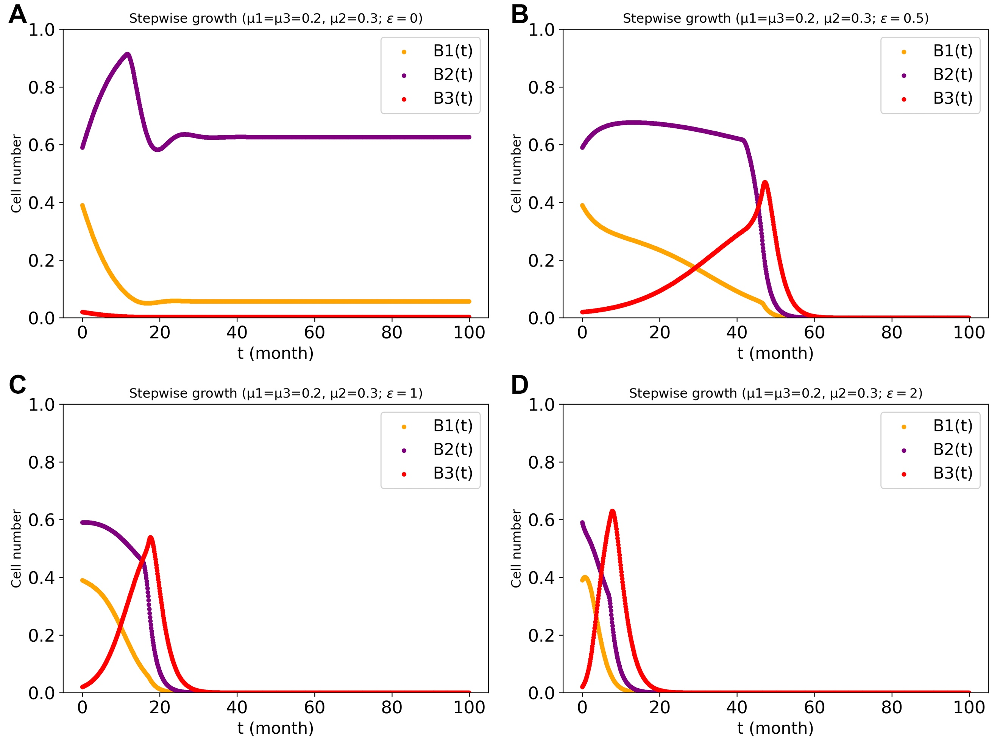 A
Stepwise growth (μ1=μ3=0.2, μ2=0.3; ε = 0)
1.0
0.8
0.6
0.4
0.2
0.0
Cell number
B1(t)
B2(t)
B3(t)
0 20 40 60 80 100
t (month)
B
Stepwise growth (μ1=μ3=0.2, μ2=0.3; ε = 0.5)
1.0
0.8
0.6
0.4
0.2
0.0
Cell number
B1(t)
B2(t)
B3(t)
0 20 40 60 80 100
t (month)
C
Stepwise growth (μ1=μ3=0.2, μ2=0.3; ε = 1)
1.0
0.8
0.6
0.4
0.2
0.0
Cell number
B1(t)
B2(t)
B3(t)
0 20 40 60 80 100
t (month)
D
Stepwise growth (μ1=μ3=0.2, μ2=0.3; ε = 2)
1.0
0.8
0.6
0.4
0.2
0.0
Cell number
B1(t)
B2(t)
B3(t)
0 20 40 60 80 100
t (month)